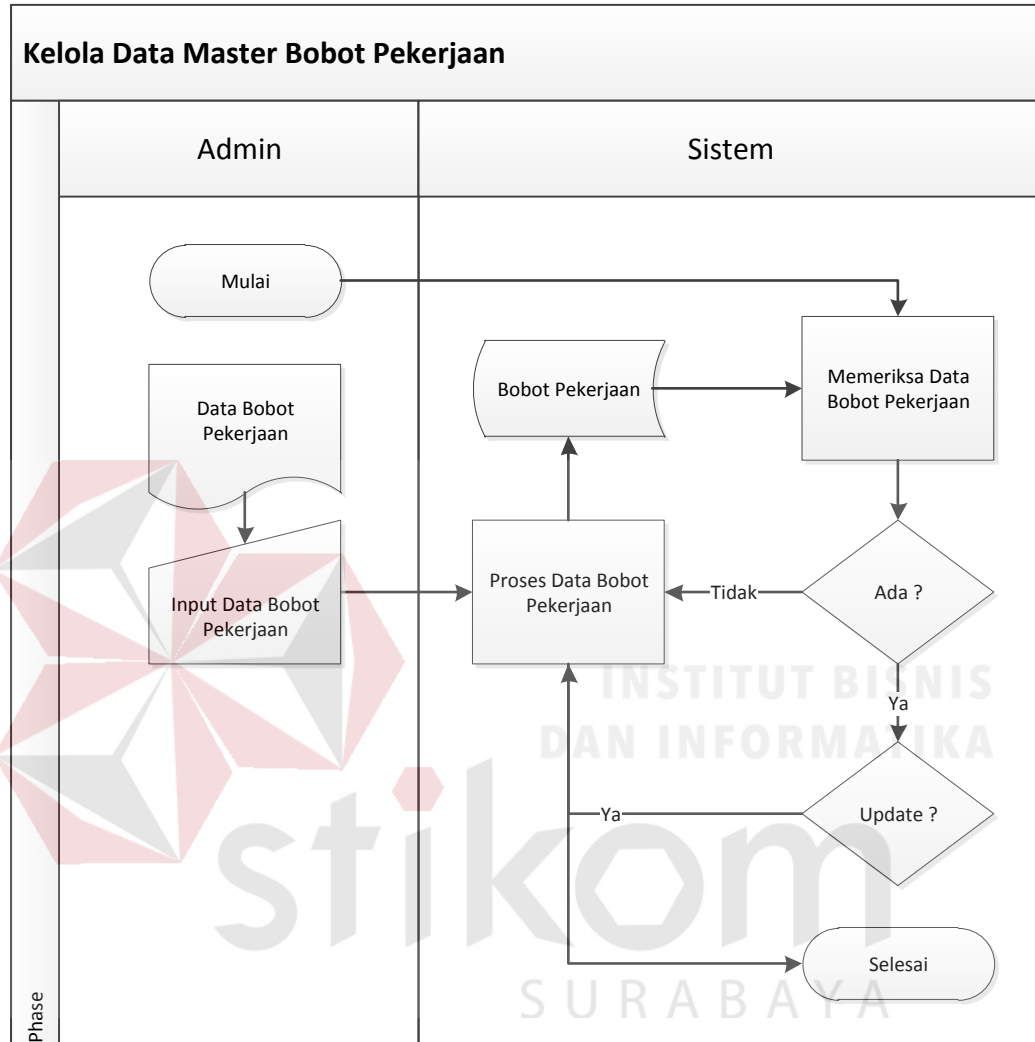 Kelola Data Master Bobot Pekerjaan
Admin
Sistem
Mulai
Data Bobot
Pekerjaan
Input Data Bobot
Pekerjaan
Bobot Pekerjaan
Memeriksa Data
Bobot Pekerjaan
Proses Data Bobot
Pekerjaan
Tidak
Ada ?
Ya
Update ?
Ya
Selesai
Phase
INSTITUT BISNIS
DAN INFORMATIKA
stikom
SURABAYA